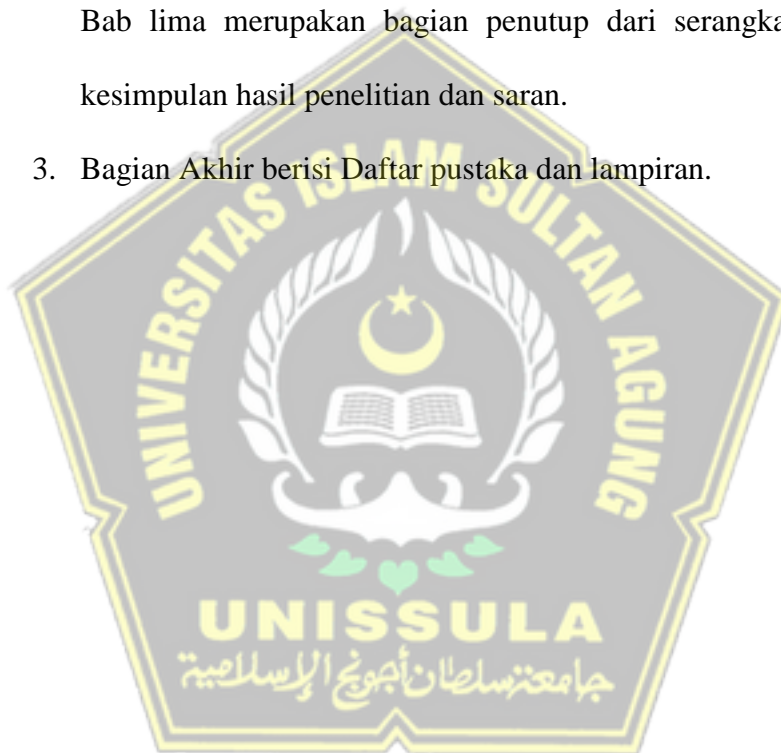 Bab lima merupakan bagian penutup dari serangka
kesimpulan hasil penelitian dan saran.
3. Bagian Akhir berisi Daftar pustaka dan lampiran.
UNIVERSITAS ISLAM SULTAN AGUNG
UNISSULA
جامعة سلطان أجونج الإسلامية